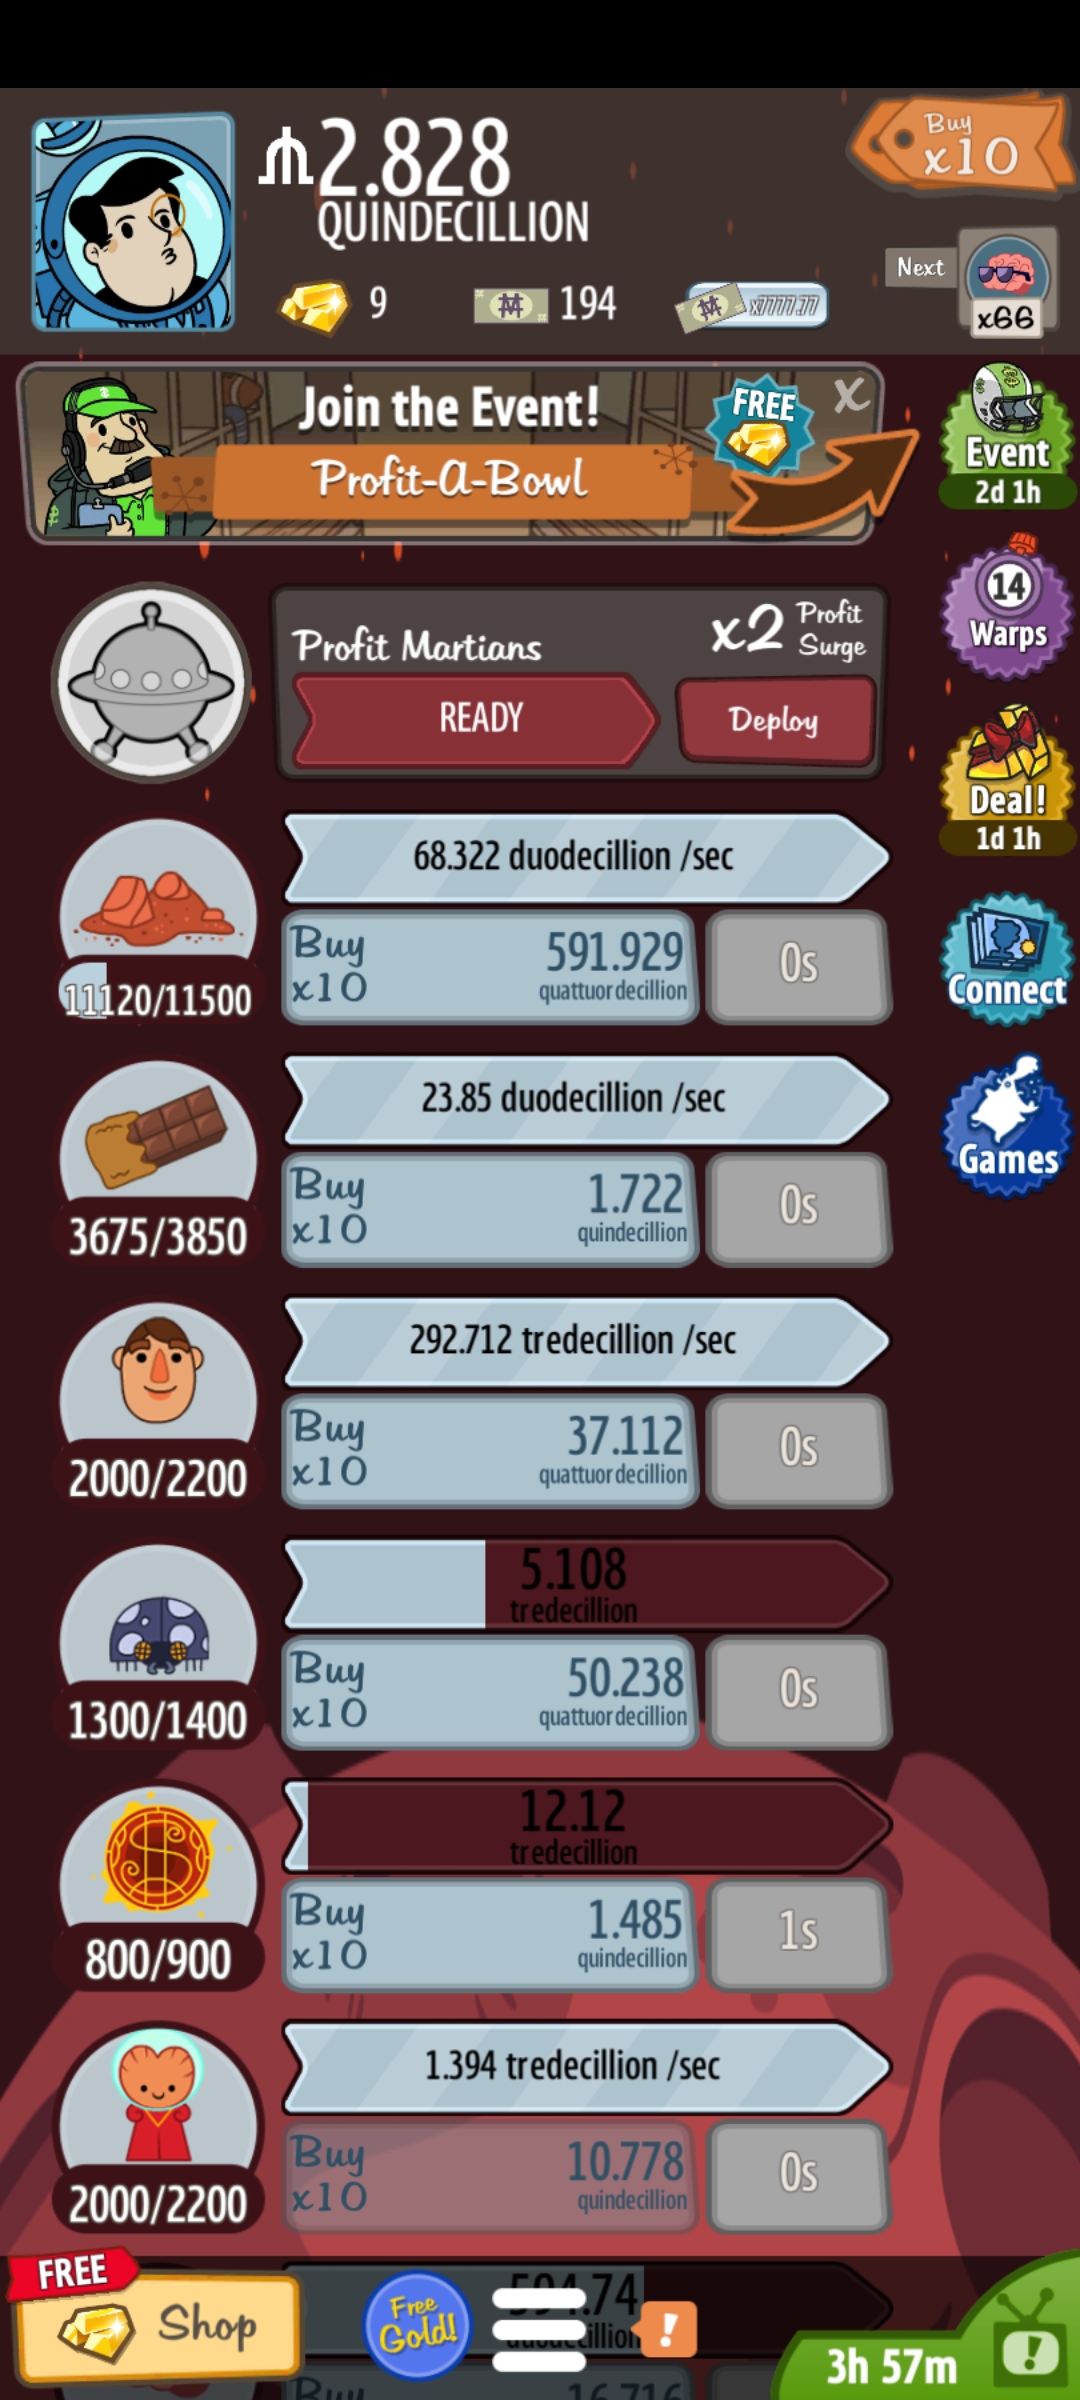 ₼2.828
QUINDECILLION
Buy
x10
9
194
x7777.77
Next
x66
Join the Event!
Profit-A-Bowl
FREE
X
Event
2d 1h
Profit Martians
x2 Profit
Surge
READY
Deploy
14
Warps
Deal!
1d 1h
68.322 duodecillion /sec
11120/11500
Buy
x10
591.929
quattuordecillion
0s
Connect
23.85 duodecillion /sec
3675/3850
Buy
x10
1.722
quindecillion
0s
Games
292.712 tredecillion /sec
2000/2200
Buy
x10
37.112
quattuordecillion
0s
5.108
tredecillion
1300/1400
Buy
x10
50.238
quattuordecillion
0s
12.12
tredecillion
800/900
Buy
x10
1.485
quindecillion
1s
1.394 tredecillion /sec
2000/2200
Buy
x10
10.778
quindecillion
0s
FREE
Shop
Free
Gold!
!
3h 57m
!
Buy
16.716